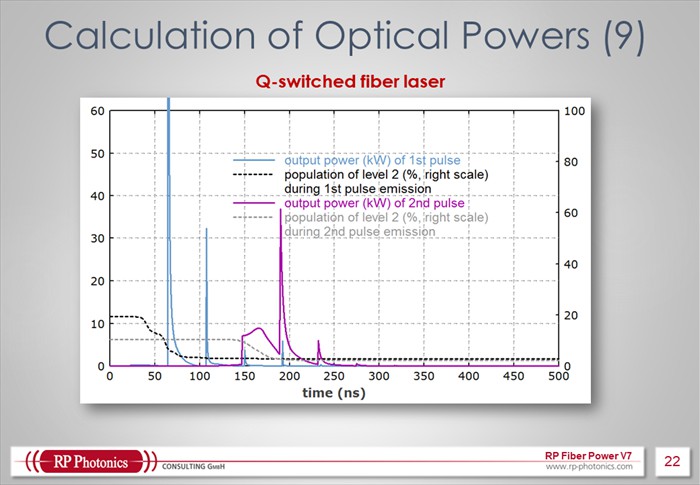 Calculation of Optical Powers (9)
Q-switched fiber laser
60
50
40
30
20
10
0
100
80
60
40
20
0
output power (kW) of 1st pulse
population of level 2 (%, right scale)
during 1st pulse emission
output power (kW) of 2nd pulse
population of level 2 (%, right scale)
during 2nd pulse emission
0 50 100 150 200 250 300 350 400 450 500
time (ns)
RP Photonics CONSULTING GMBH
RP Fiber Power V7
www.rp-photonics.com
22